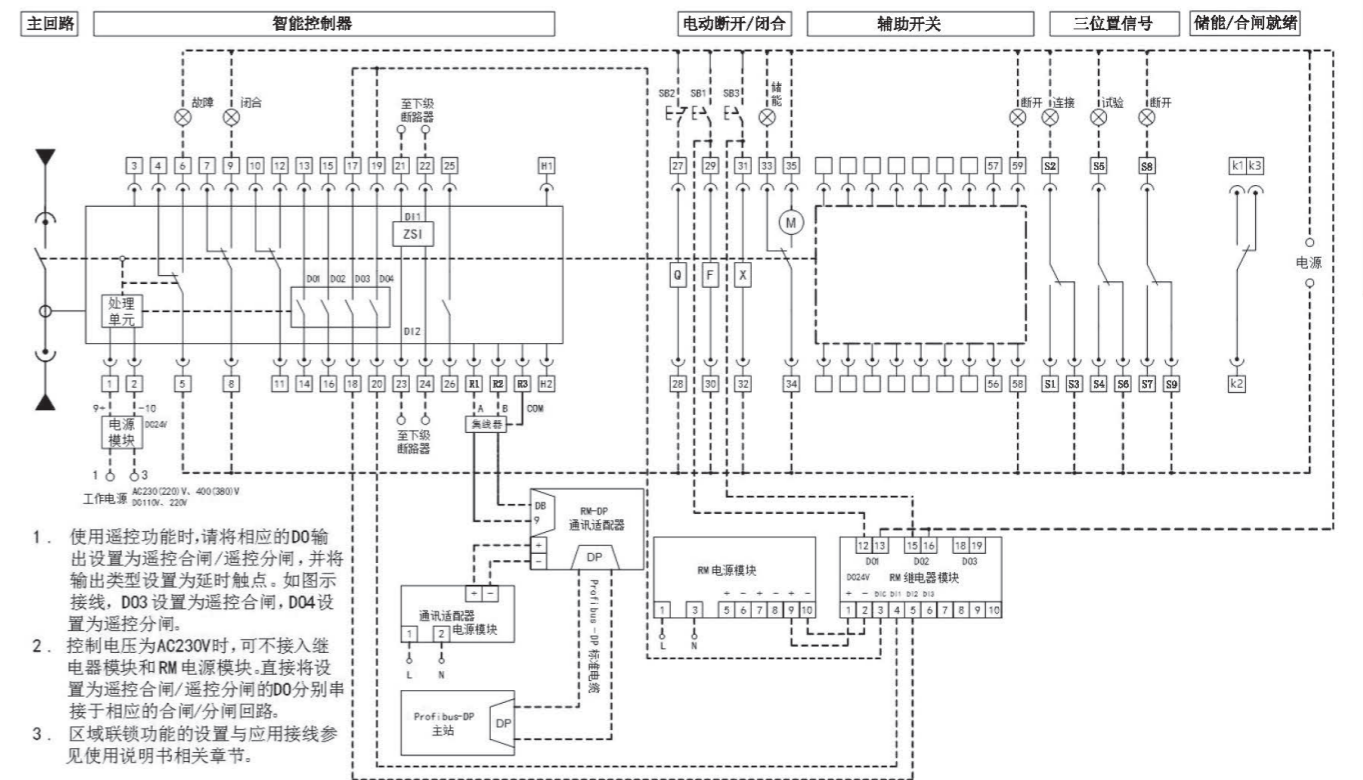 主回路 智能控制器 电动断开/闭合 辅助开关 三位置信号 储能/合闸就绪
故障 闭合
至下级
断路器
SB2 SB1 SB3
储能
断开 连接 试验 断开
3 4 6 7 9 10 12 13 15 17 19 21 22 25 H1 27 29 31 33 35 57 59 S2 S5 S8 k1 k3
DI1
ZSI
M
Q F X
电源
DO1 DO2 DO3 DO4
处理
单元
DI2
1 2 5 8 11 14 16 18 20 23 24 26 R1 R2 R3 H2 28 30 32 34 56 58 S1 S3 S4 S6 S7 S9 k2
9+ -10
电源
模块
DC24V
A B COM
集线器
至下级
断路器
1 3
工作电源 AC230(220)V、400(380)V
DC110V、220V
DB
9
RM-DP
通讯适配器
+
-
DP
Profibus-DP 标准电缆
+ -
通讯适配器
电源模块
1 2
L N
Profibus-DP
主站
DP
RM 电源模块
+ - + - + -
1 3 5 6 7 8 9 10
L N
12 13 15 16 18 19
DO1 DO2 DO3
DC24V RM 继电器模块
+ - DIC DI1 DI2 DI3
1 2 3 4 5 6 7 8 9 10
1. 使用遥控功能时,请将相应的DO输
出设置为遥控合闸/遥控分闸,并将
输出类型设置为延时触点。如图示
接线，DO3 设置为遥控合闸,DO4设
置为遥控分闸。
2. 控制电压为AC230V时,可不接入继
电器模块和 RM 电源模块。直接将设
置为遥控合闸/遥控分闸的DO分别串
接于相应的合闸/分闸回路。
3. 区域联锁功能的设置与应用接线参
见使用说明书相关章节。